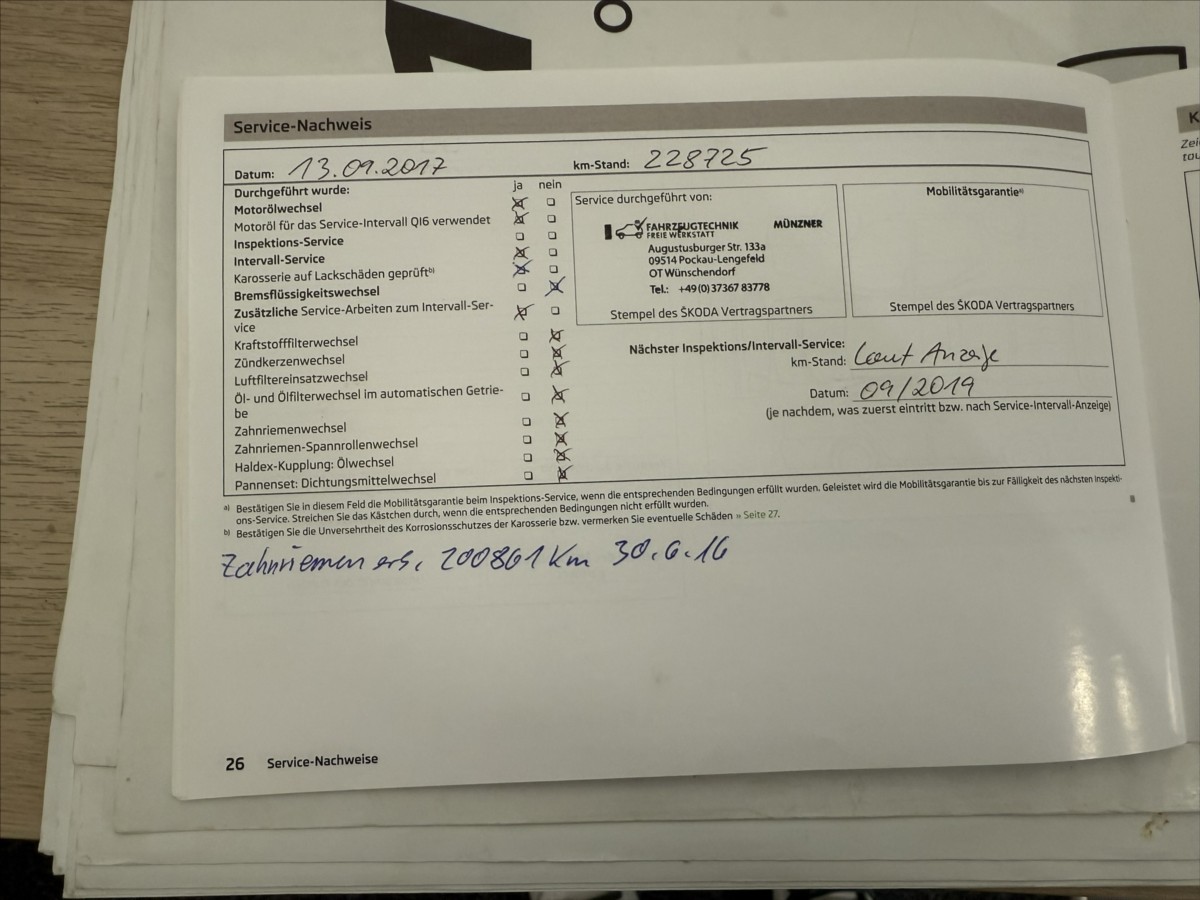 Service-Nachweis
Datum: 13.09.2017 km-Stand: 228725
Durchgeführt wurde: ja nein
Motorölwechsel
Motoröl für das Service-Intervall QI6 verwendet
Inspektions-Service
Intervall-Service
Karosserie auf Lackschäden geprüft b)
Bremsflüssigkeitswechsel
Zusätzliche Service-Arbeiten zum Intervall-Ser-
vice
Kraftstofffilterwechsel
Zündkerzenwechsel
Luftfiltereinsatzwechsel
Öl- und Ölfilterwechsel im automatischen Getrie-
be
Zahnriemenwechsel
Zahnriemen-Spannrollenwechsel
Haldex-Kupplung: Ölwechsel
Pannenset: Dichtungsmittelwechsel
Service durchgeführt von:
FAHRZEUGTECHNIK MÜNZNER
FREIE WERKSTATT
Augustusburger Str. 133a
09514 Pockau-Lengefeld
OT Wünschendorf
Tel.: +49 (0) 37367 83778
Stempel des ŠKODA Vertragspartners
Mobilitätsgarantie a)
Stempel des ŠKODA Vertragspartners
Nächster Inspektions/Intervall-Service:
km-Stand: Laut Anzeige
Datum: 09/2019
(je nachdem, was zuerst eintritt bzw. nach Service-Intervall-Anzeige)
a) Bestätigen Sie in diesem Feld die Mobilitätsgarantie beim Inspektions-Service, wenn die entsprechenden Bedingungen erfüllt wurden. Geleistet wird die Mobilitätsgarantie bis zur Fälligkeit des nächsten Inspekti-
ons-Service. Streichen Sie das Kästchen durch, wenn die entsprechenden Bedingungen nicht erfüllt wurden.
b) Bestätigen Sie die Unversehrtheit des Korrosionsschutzes der Karosserie bzw. vermerken Sie eventuelle Schäden » Seite 27.
Zahnriemen ers. 200861 Km 30.6.16
26 Service-Nachweise